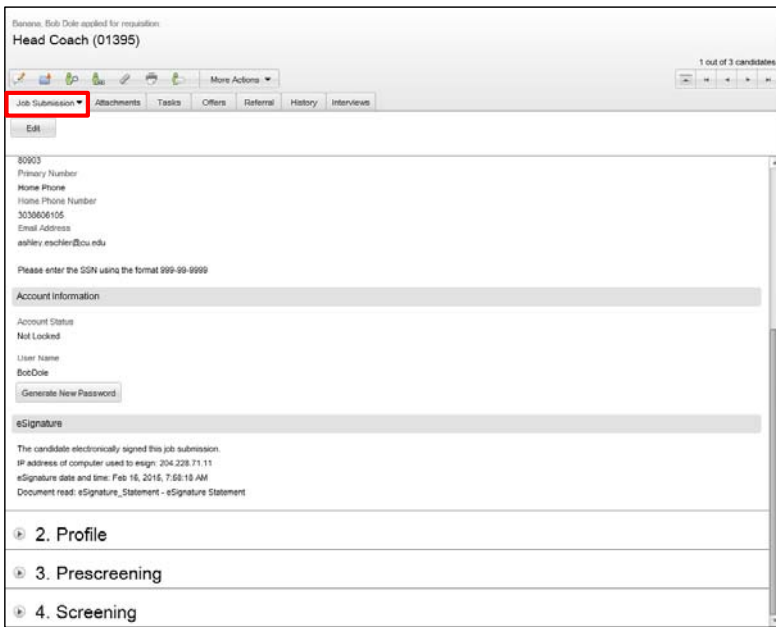 Banana, Bob Dole applied for requisition:
Head Coach (01395)
1 out of 3 candidates
More Actions
Job Submission Attachments Tasks Offers Referral History Interviews
Edit
80903
Primary Number
Home Phone
Home Phone Number
3038606105
Email Address
ashley.eschler@cu.edu
Please enter the SSN using the format 999-99-9999
Account Information
Account Status
Not Locked
User Name
BobDole
Generate New Password
eSignature
The candidate electronically signed this job submission.
IP address of computer used to esign: 204.228.71.11
eSignature date and time: Feb 16, 2015, 7:58:18 AM
Document read: eSignature_Statement - eSignature Statement
2. Profile
3. Prescreening
4. Screening